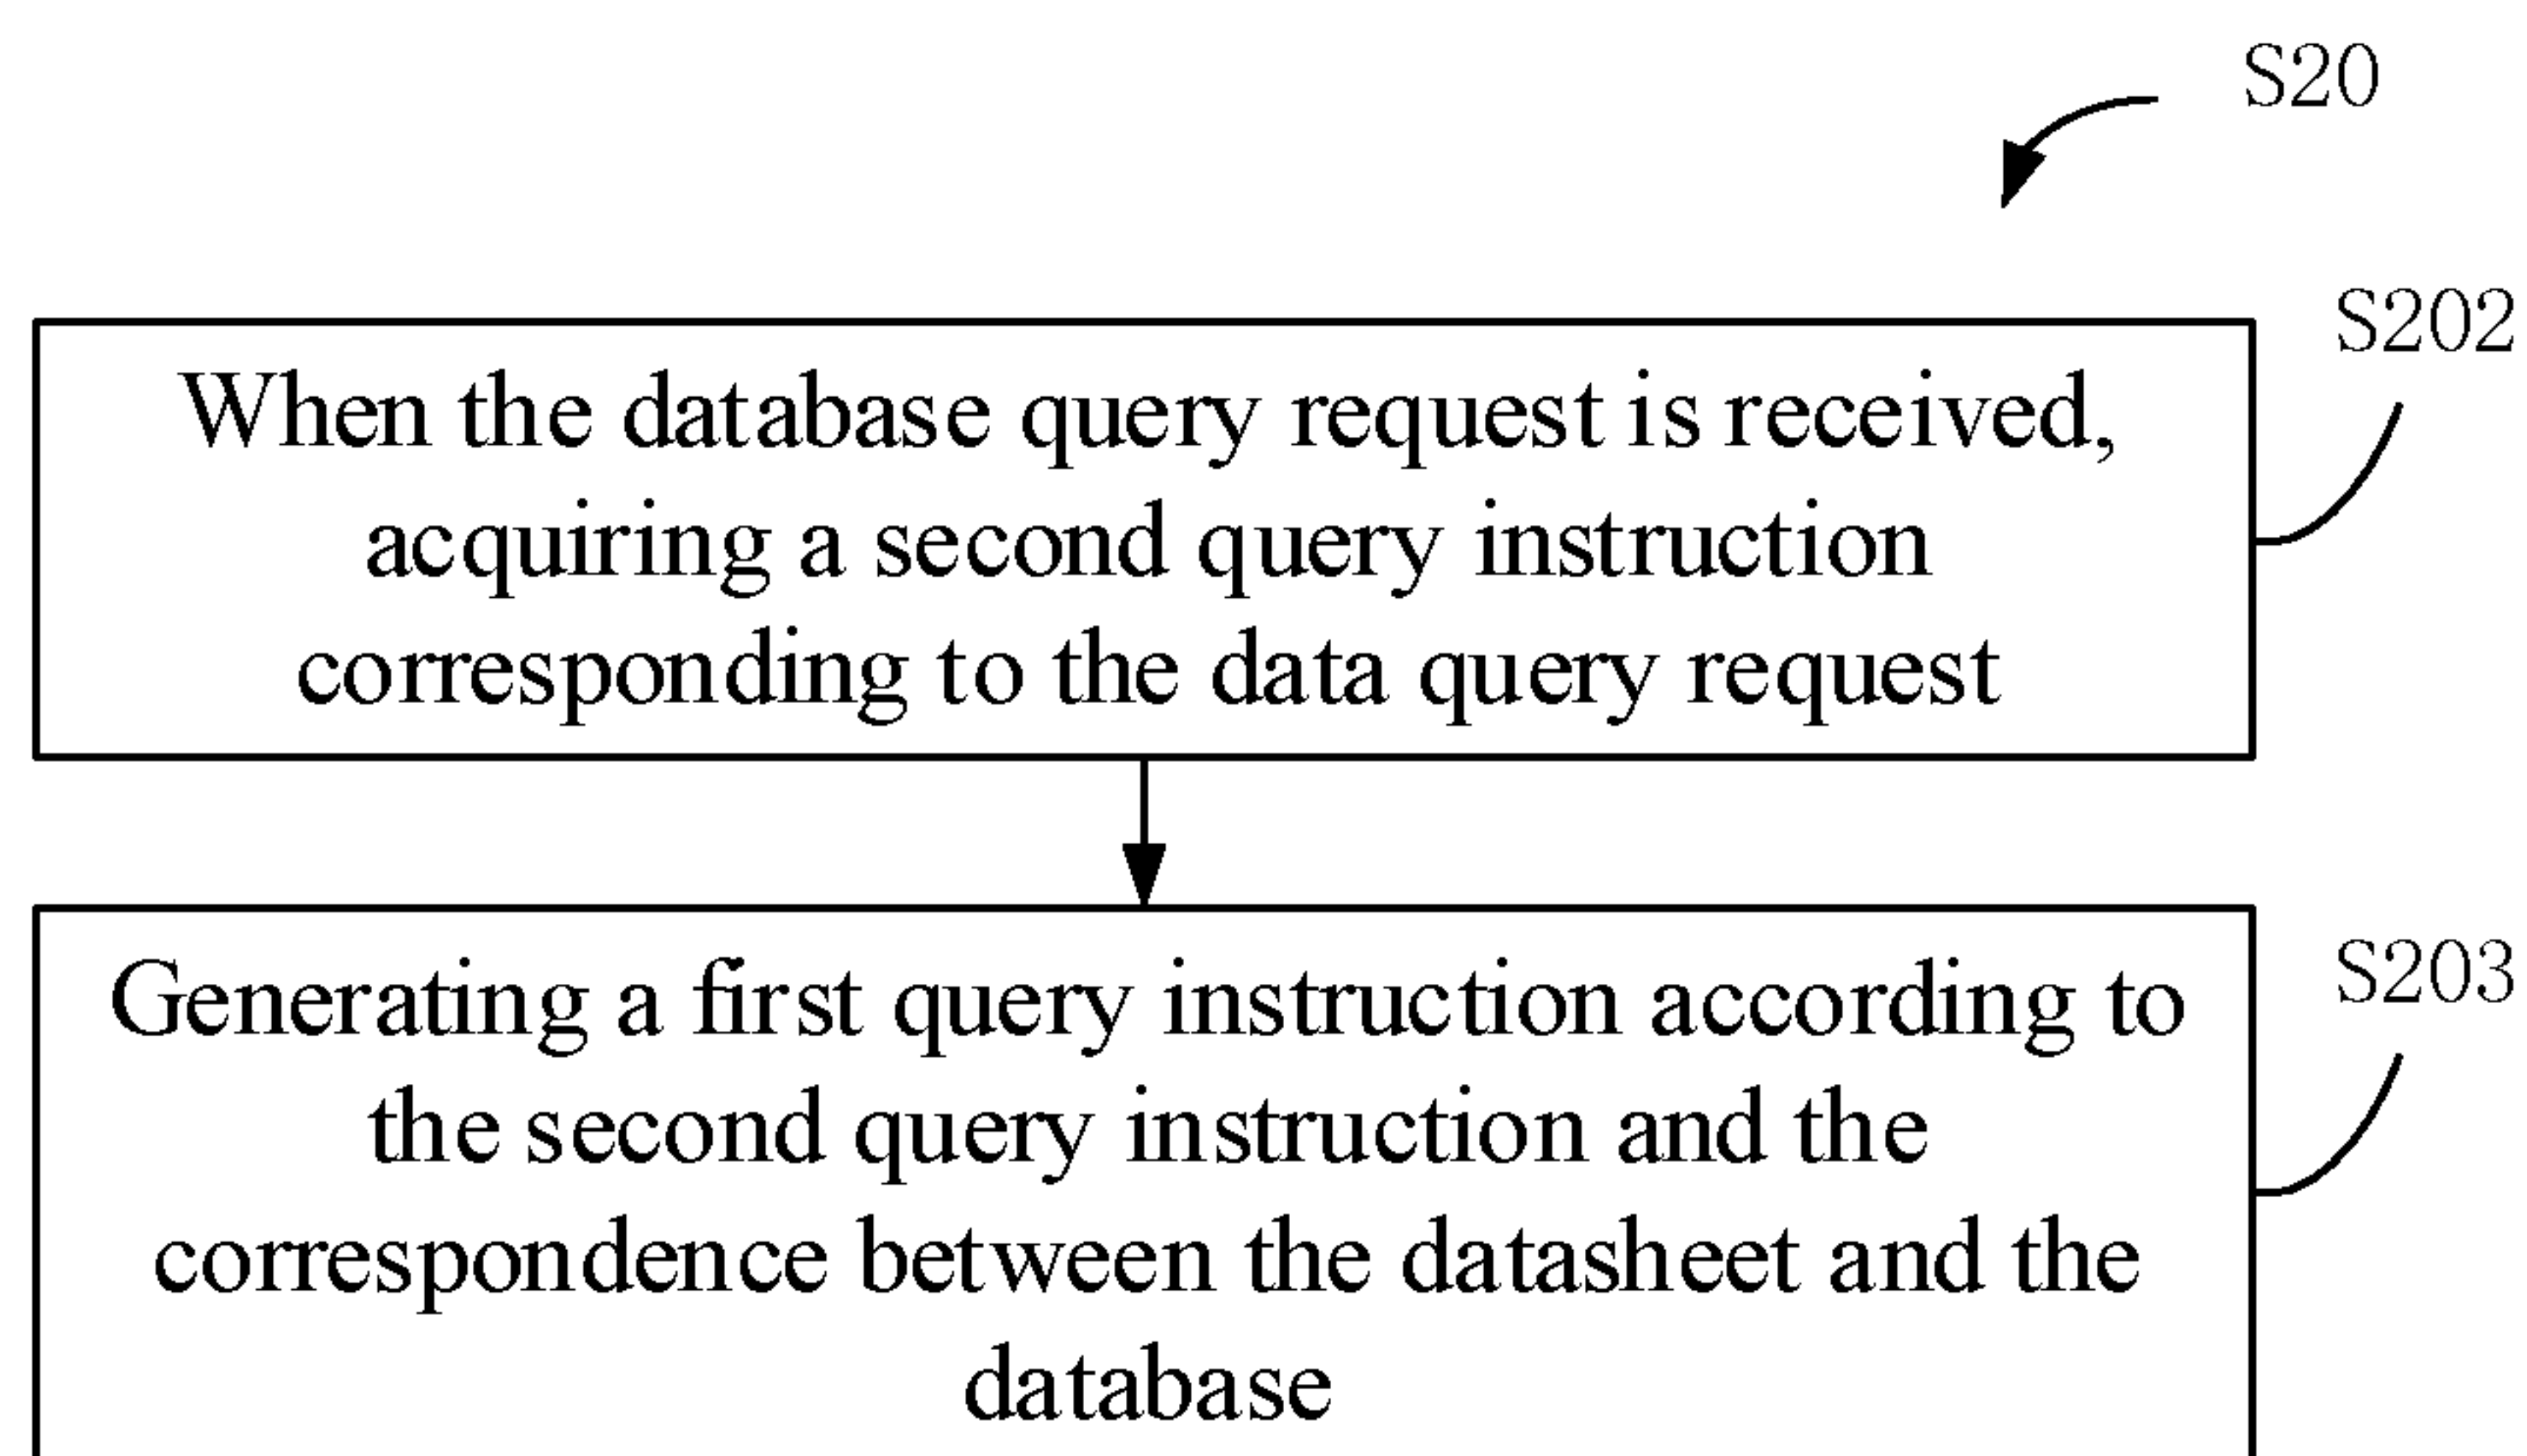 S20
S202
When the database query request is received,
acquiring a second query instruction
corresponding to the data query request
S203
Generating a first query instruction according to
the second query instruction and the
correspondence between the datasheet and the
database